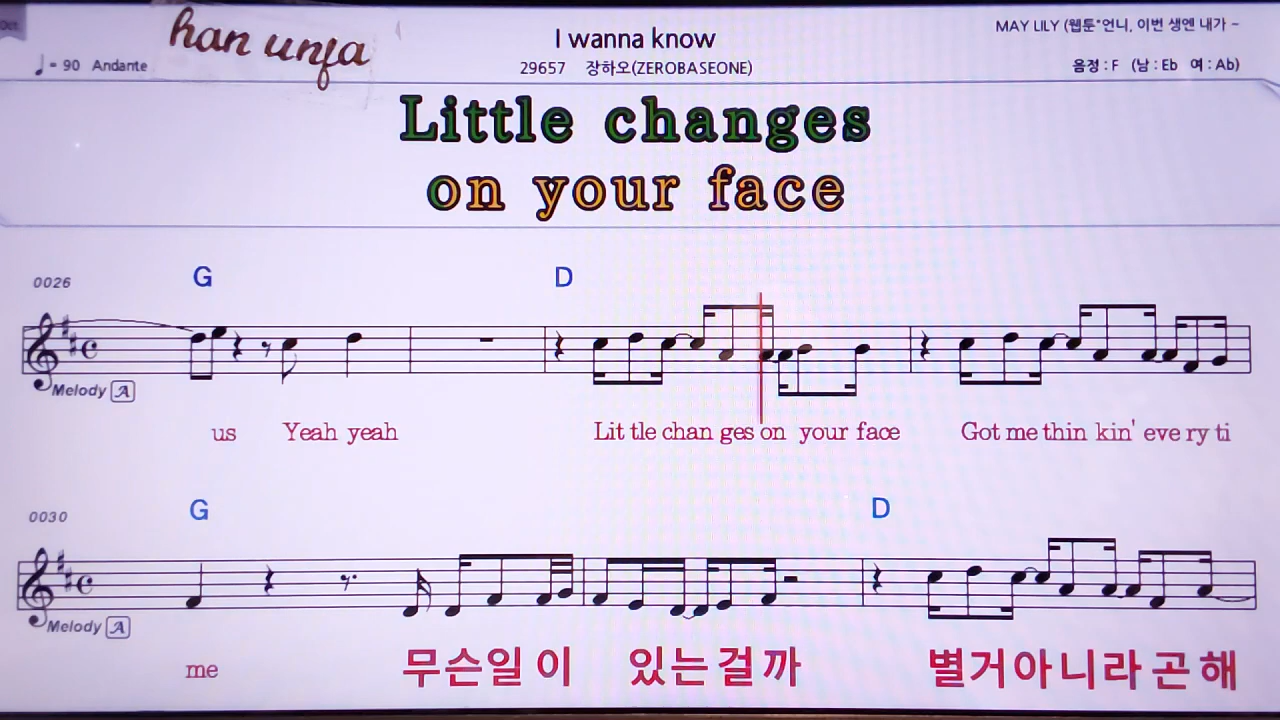 han unfa
I wanna know
MAY LILY (웹툰"언니, 이번 생엔 내가 ~
♩= 90 Andante
29657 장하오(ZEROBASEONE)
음정 : F (남 : Eb 여 : Ab)
Little changes
on your face
0026 G D
Melody A
us Yeah yeah Lit tle chan ges on your face Got me thin kin' eve ry ti
0030 G D
Melody A
me 무슨일 이 있는걸까 별거아니라 곤 해